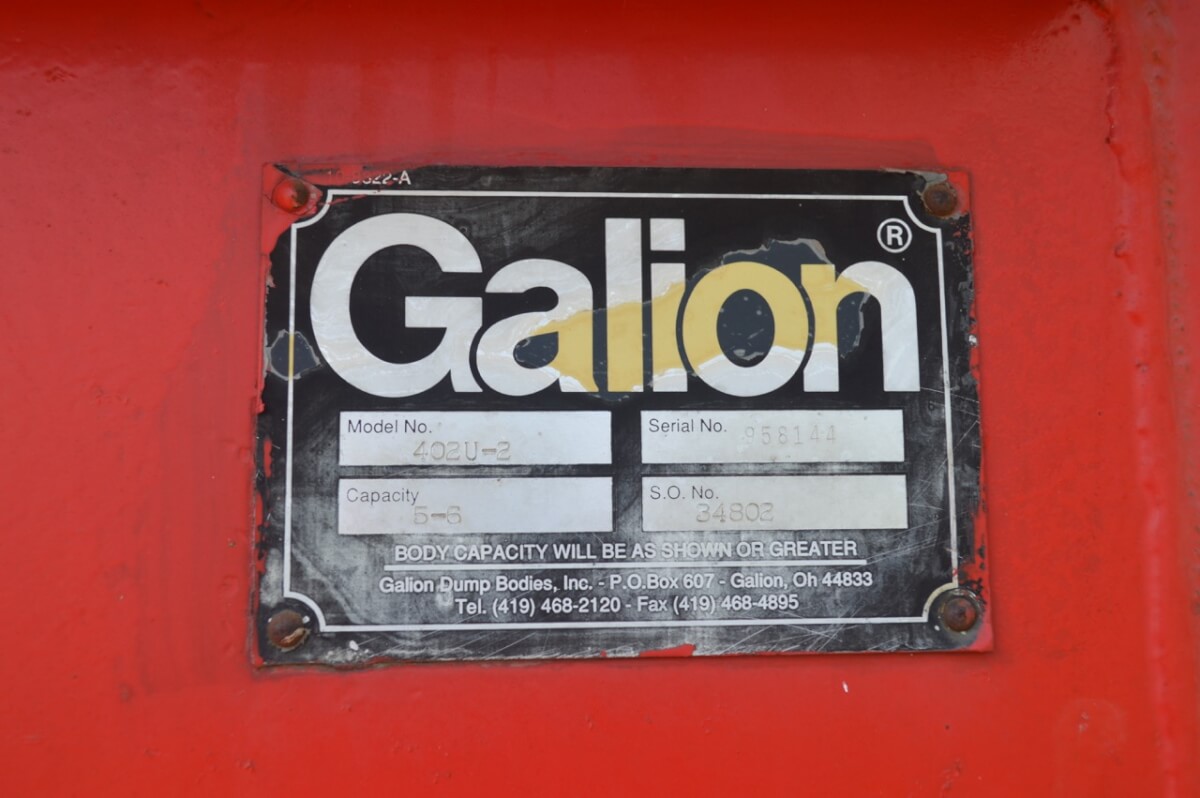 Galion ®
Model No. 402U-2
Serial No. 958144
Capacity 5-6
S.O. No. 34802
BODY CAPACITY WILL BE AS SHOWN OR GREATER
Galion Dump Bodies, Inc. - P.O.Box 607 - Galion, Oh 44833
Tel. (419) 468-2120 - Fax (419) 468-4895